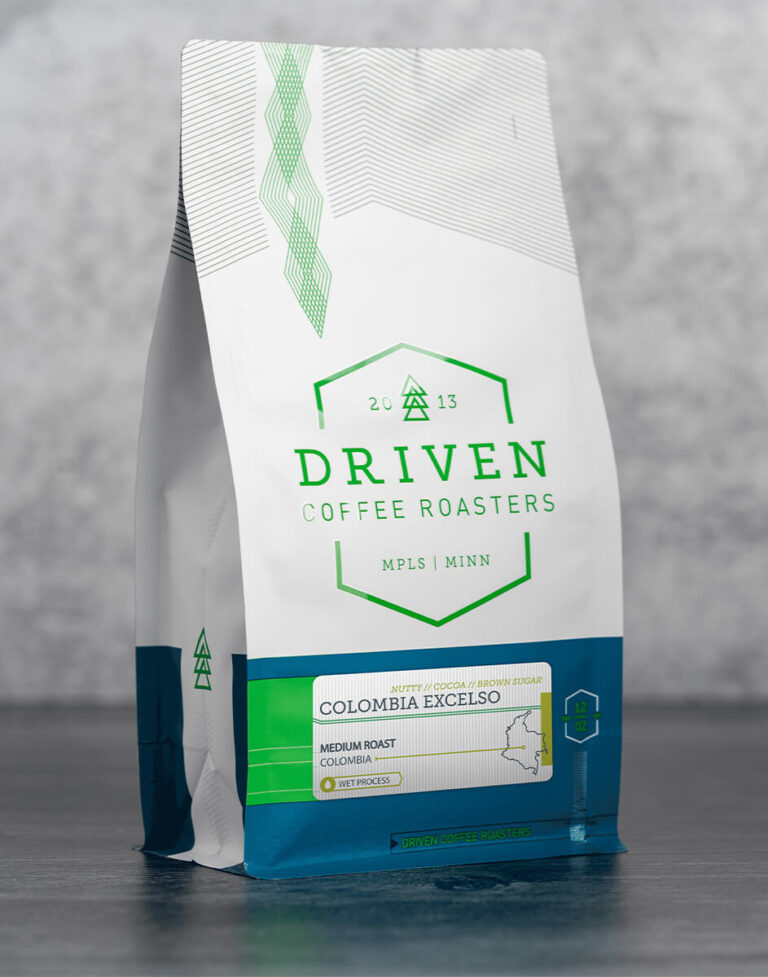 20 13
DRIVEN
COFFEE ROASTERS
MPLS | MINN
NUTTY // COCOA // BROWN SUGAR
COLOMBIA EXCELSO
MEDIUM ROAST
COLOMBIA
WET PROCESS
12
OZ
DRIVEN COFFEE ROASTERS